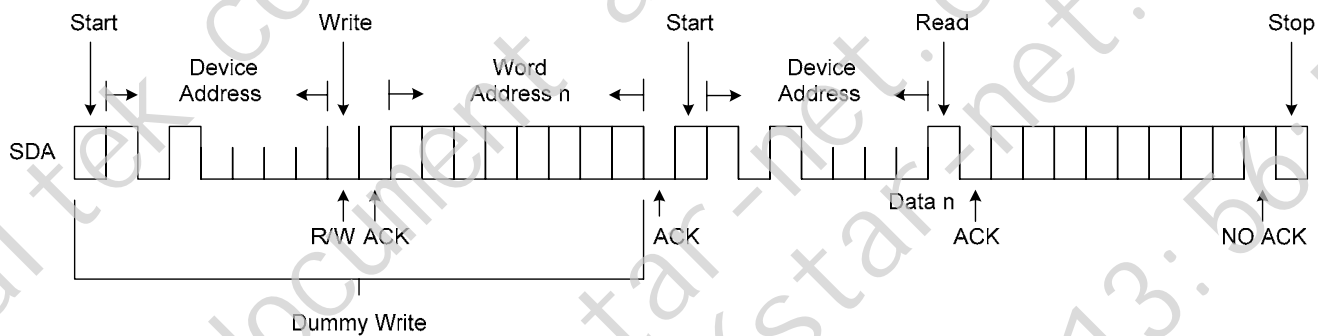 Start Write Start Read Stop
Device Address
Word Address n
Device Address
SDA
Data n
R/W ACK ACK ACK NO ACK
Dummy Write